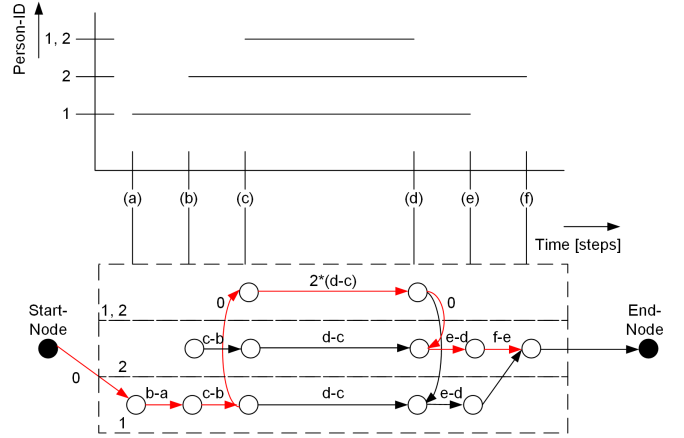 Person-ID
1, 2
2
1
(a) (b) (c) (d) (e) (f)
Time [steps]
2*(d-c)
0 0
1, 2
Start-
Node
End-
Node
c-b d-c e-d f-e
2
0
b-a c-b d-c e-d
1